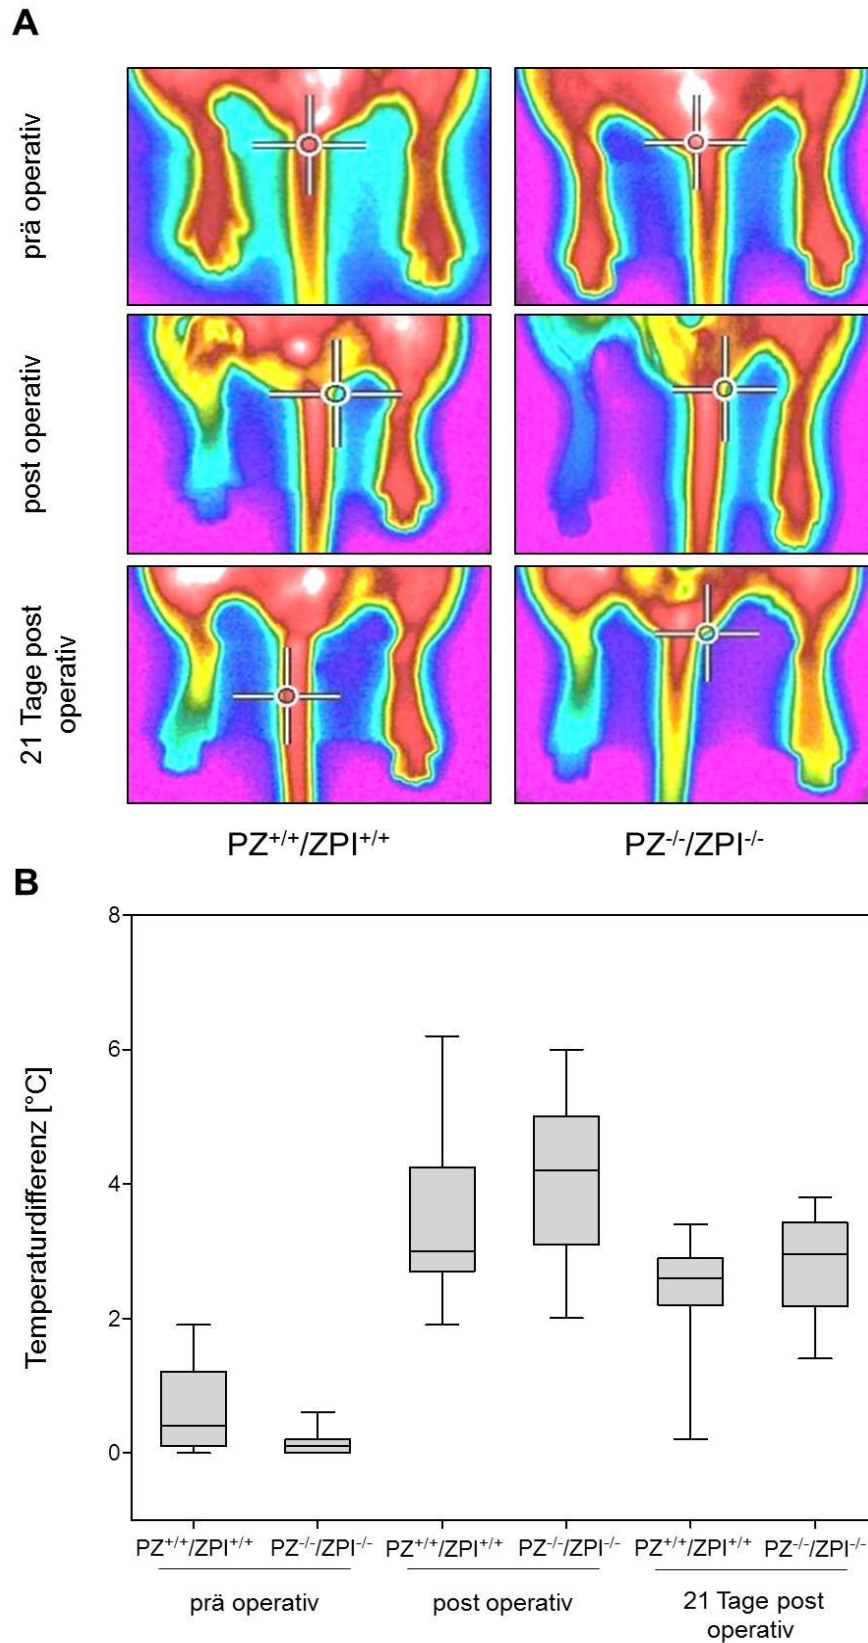 A
prä operativ
post operativ
21 Tage post
operativ
PZ+/+/ZPI+/+
PZ-/-/ZPI-/-
B
Temperaturdifferenz [°C]
8
6
4
2
0
PZ+/+/ZPI+/+
PZ-/-/ZPI-/-
PZ+/+/ZPI+/+
PZ-/-/ZPI-/-
PZ+/+/ZPI+/+
PZ-/-/ZPI-/-
prä operativ
post operativ
21 Tage post
operativ